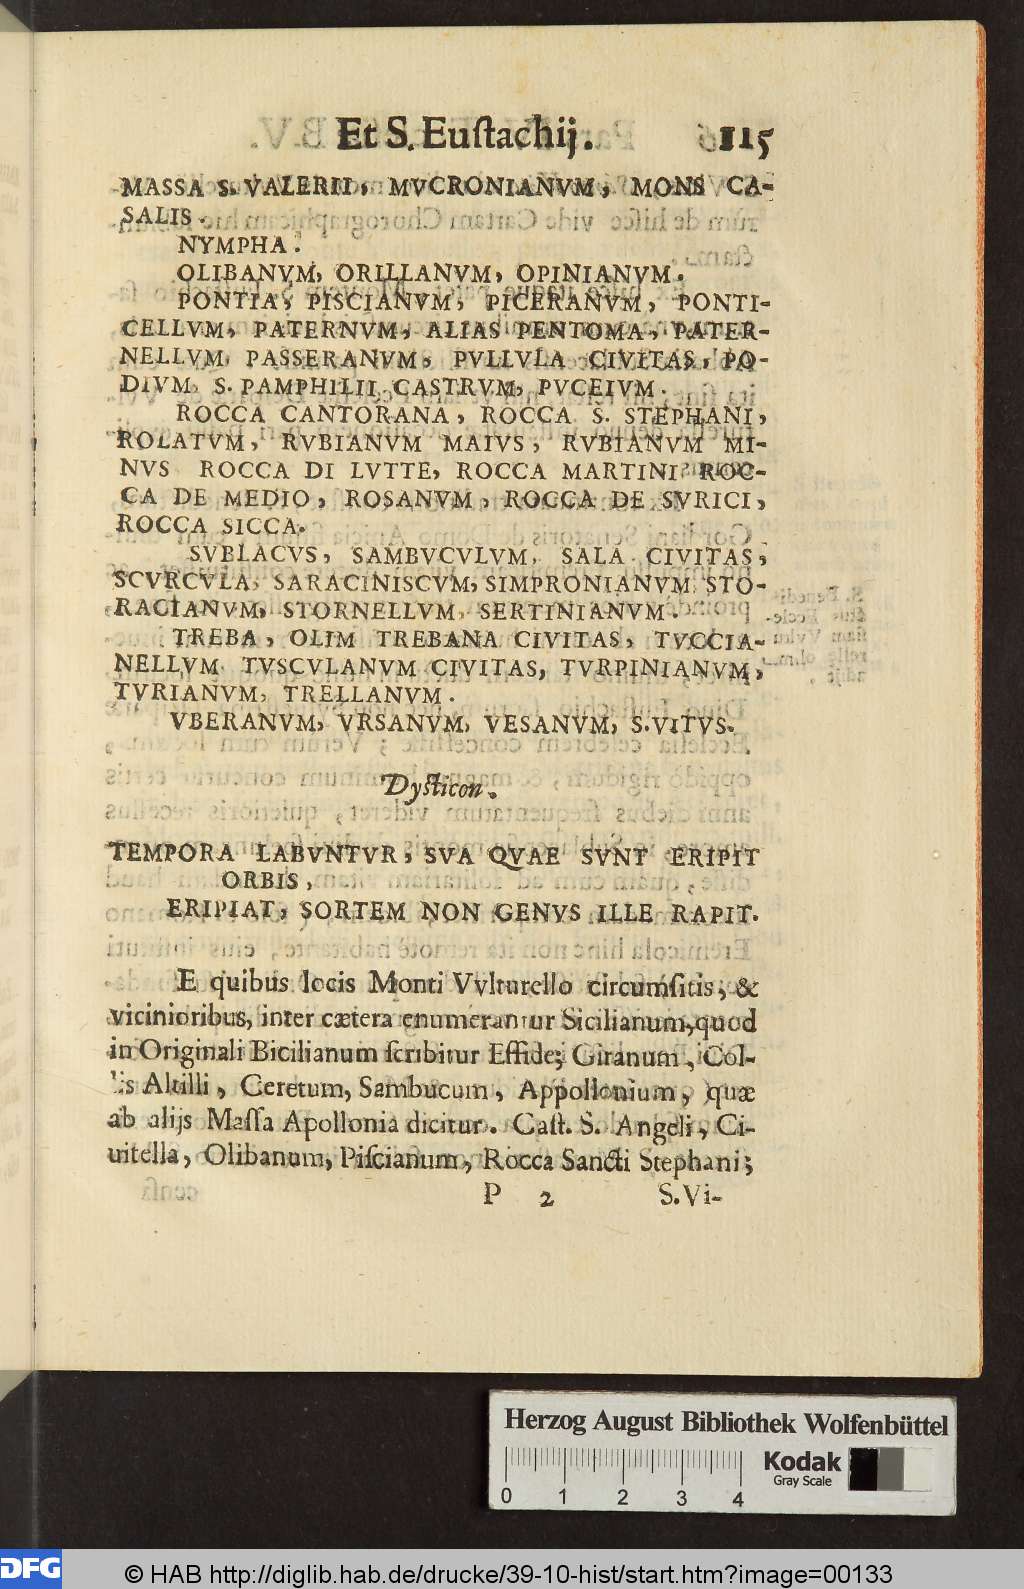 Et S. Eustachij. 115
MASSA S. VALERII, MVCRONIANVM, MONS CA-
SALIS.
NYMPHA.
OLIBANVM, ORILLANVM, OPINIANVM.
PONTIA, PISCIANVM, PICERANVM, PONTI-
CELLVM, PATERNVM, ALIAS PENTOMA, PATER-
NELLVM, PASSERANVM, PVLLVLA CIVITAS, PO-
DIVM, S. PAMPHILII CASTRVM, PVCEIVM.
ROCCA CANTORANA, ROCCA S. STEPHANI,
ROLATVM, RVBIANVM MAIVS, RVBIANVM MI-
NVS ROCCA DI LVTTE, ROCCA MARTINI ROC-
CA DE MEDIO, ROSANVM, ROCCA DE SVRICI,
ROCCA SICCA.
SVBLACVS, SAMBVCVLVM, SALA CIVITAS,
SCVRCVLA, SARACINISCVM, SIMPRONIANVM STO-
RACIANVM, STORNELLVM, SERTINIANVM.
TREBA, OLIM TREBANA CIVITAS, TVCCIA-
NELLVM TVSCVLANVM CIVITAS, TVRPINIANVM,
TVRIANVM, TRELLANVM.
VBERANVM, VRSANVM, VESANVM, S. VITVS.
Dysticon.
TEMPORA LABVNTVR, SVA QVAE SVNT ERIPIT
ORBIS,
ERIPIAT, SORTEM NON GENVS ILLE RAPIT.
E quibus locis Monti Vvlturello circumsitis, &
vicinioribus, inter cætera enumerantur Sicilianum, quod
in Originali Bicilianum scribitur Effide; Giranum, Col-
lis Altilli, Ceretum, Sambucum, Appollonium, quæ
ab alijs Massa Apollonia dicitur. Cast. S. Angeli, Ci-
uitella, Olibanum, Piscianum, Rocca Sancti Stephani;
P 2 S. Vi-
Herzog August Bibliothek Wolfenbüttel
Kodak
Gray Scale
0 1 2 3 4
DFG © HAB http://diglib.hab.de/drucke/39-10-hist/start.htm?image=00133